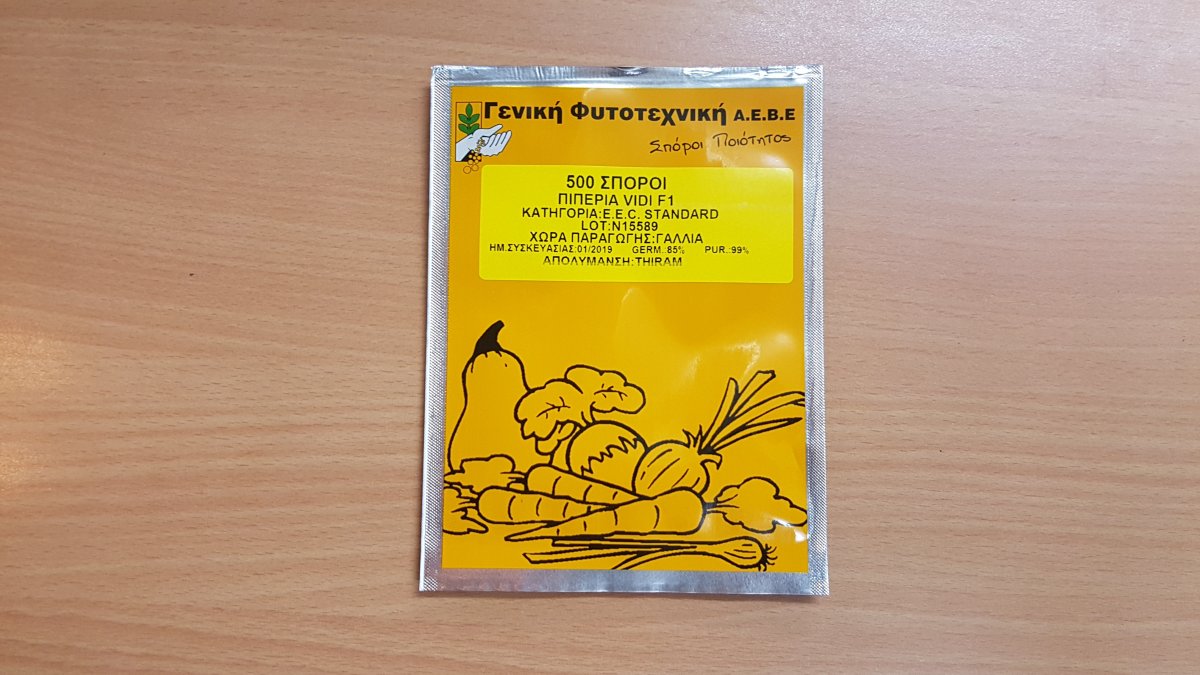 Γενική Φυτοτεχνική Α.Ε.Β.Ε
Σπόροι Ποιότητος
500 ΣΠΟΡΟΙ
ΠΙΠΕΡΙΑ VIDI F1
ΚΑΤΗΓΟΡΙΑ:E.E.C. STANDARD
LOT:N15589
ΧΩΡΑ ΠΑΡΑΓΩΓΗΣ:ΓΑΛΛΙΑ
ΗΜ.ΣΥΣΚΕΥΑΣΙΑΣ:01/2019 GERM.:85% PUR.:99%
ΑΠΟΛΥΜΑΝΣΗ:THIRAM